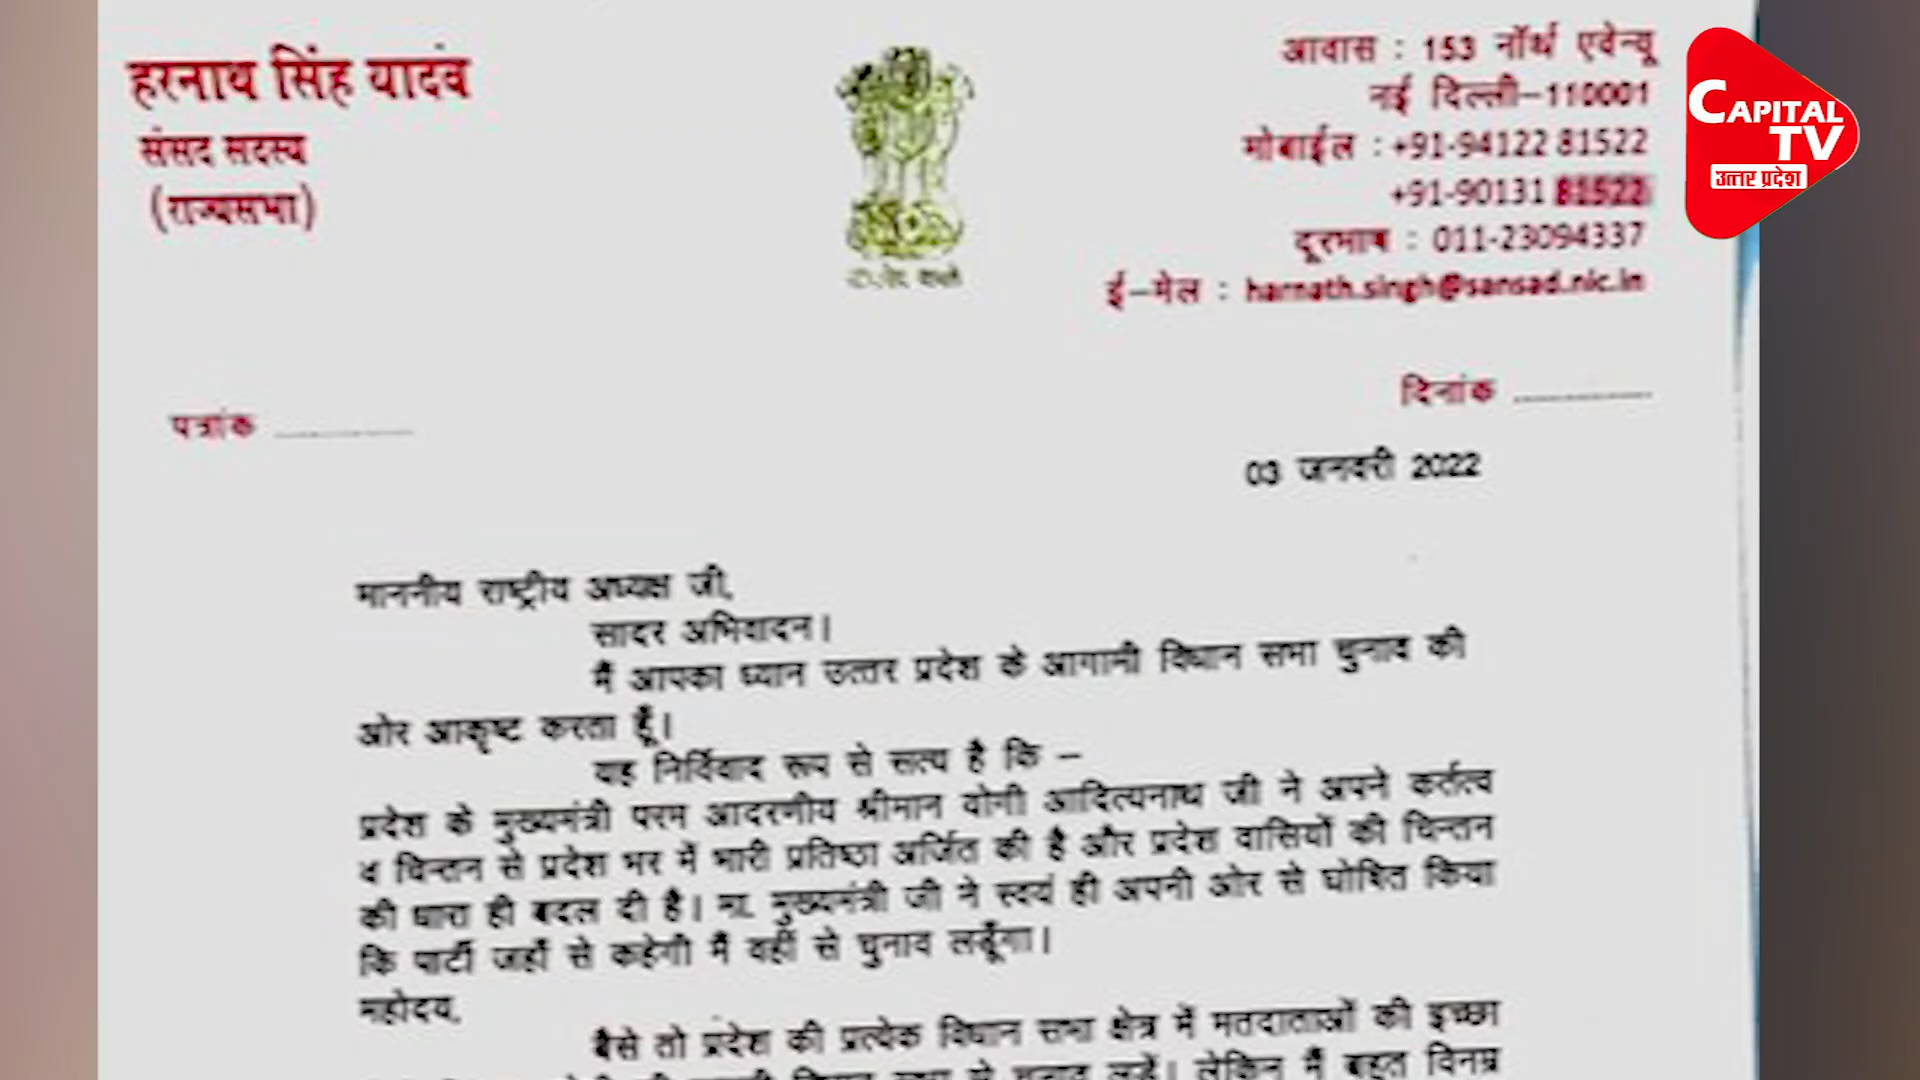 हरनाथ सिंह यादव
संसद सदस्य
(राज्यसभा)
आवास : 153 नॉर्थ एवेन्यू
नई दिल्ली-110001
मोबाईल : +91-94122 81522
+91-90131 81522
दूरभाष : 011-23094337
ई-मेल : harnath.singh@sansad.nic.in
CAPITAL
TV
उत्तर प्रदेश
पत्रांक ...............
दिनांक ...............
03 जनवरी 2022
माननीय राष्ट्रीय अध्यक्ष जी,
सादर अभिवादन।
मैं आपका ध्यान उत्तर प्रदेश के आगामी विधान सभा चुनाव की
ओर आकृष्ट करता हूँ।
यह निर्विवाद रूप से सत्य है कि –
प्रदेश के मुख्यमंत्री परम आदरणीय श्रीमान योगी आदित्यनाथ जी ने अपने कर्तत्व
व चिन्तन से प्रदेश भर में भारी प्रतिष्ठा अर्जित की है और प्रदेश वासियों की चिन्तन
की धारा ही बदल दी है। मा. मुख्यमंत्री जी ने स्वयं ही अपनी ओर से घोषित किया
कि पार्टी जहाँ से कहेगी मैं वहीं से चुनाव लडूँगा।
महोदय,
वैसे तो प्रदेश की प्रत्येक विधान सभा क्षेत्र में मतदाताओं की इच्छा
से चुनाव लडें। लेकिन मैं बहुत विनम्र